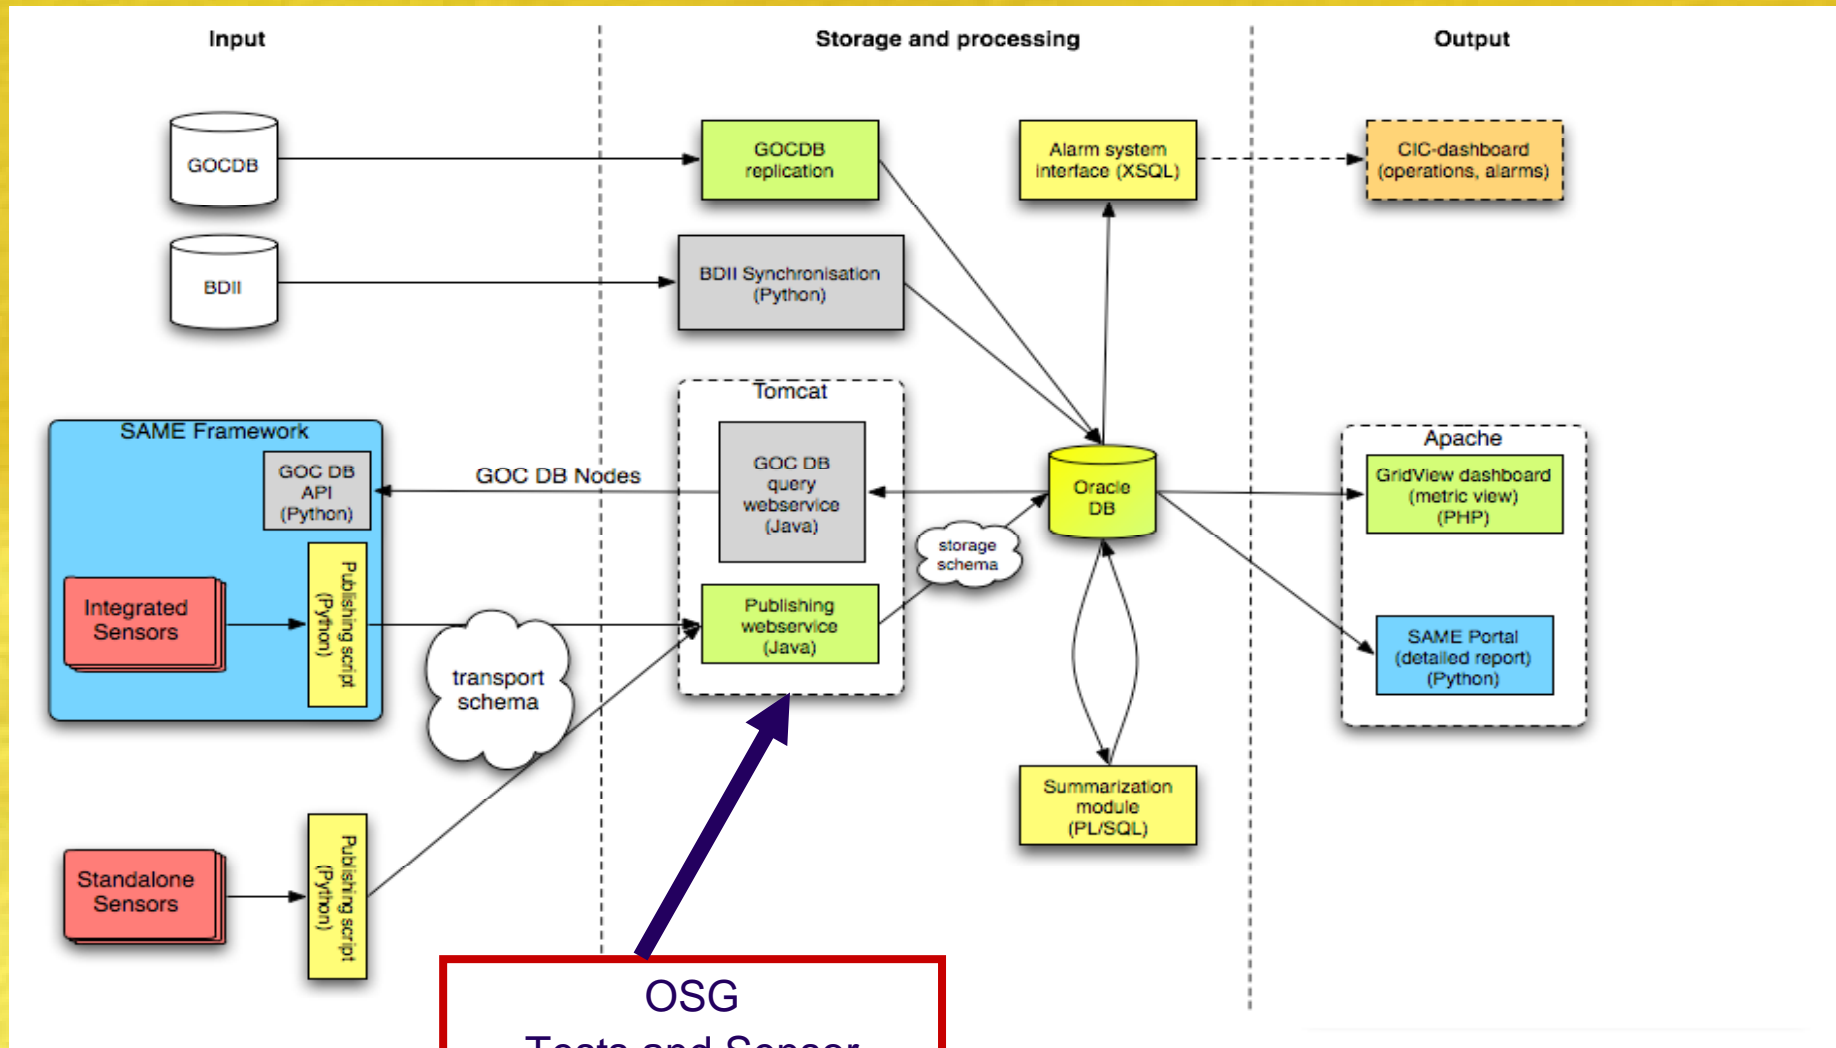 Input
Storage and processing
Output
GOCDB
GOCDB
replication
Alarm system
interface (XSQL)
CIC-dashboard
(operations, alarms)
BDII
BDII Synchronisation
(Python)
Tomcat
SAME Framework
GOC DB
API
(Python)
GOC DB Nodes
GOC DB
query
webservice
(Java)
Oracle
DB
Apache
GridView dashboard
(metric view)
(PHP)
storage
schema
Integrated
Sensors
Publishing script
(Python)
transport
schema
Publishing
webservice
(Java)
SAME Portal
(detailed report)
(Python)
Summarization
module
(PL/SQL)
Standalone
Sensors
Publishing script
(Python)
OSG
Tests and Sensor